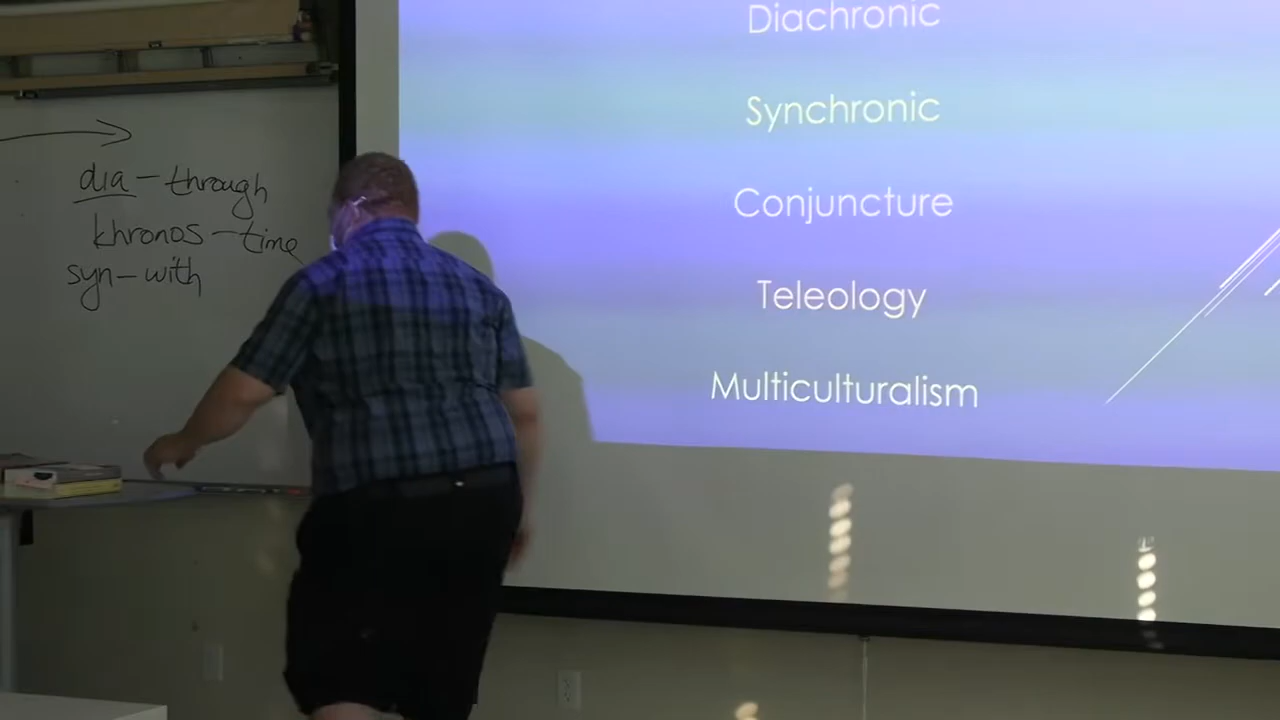 dia – through
khronos – time
syn – with
Diachronic
Synchronic
Conjuncture
Teleology
Multiculturalism